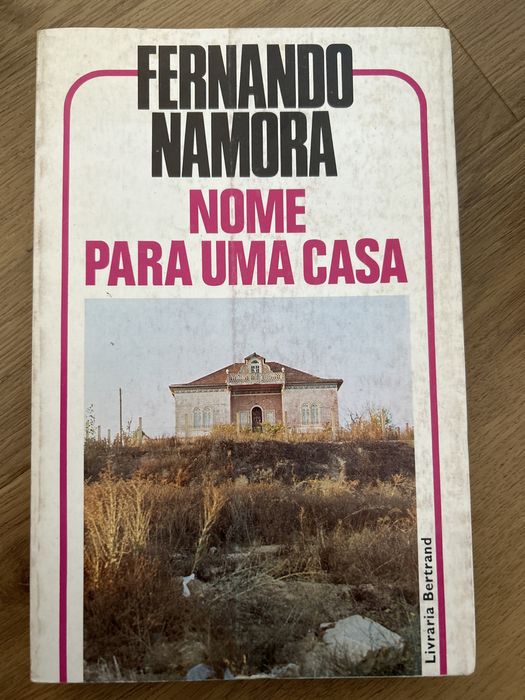 FERNANDO
NAMORA
NOME
PARA UMA CASA
Livraria Bertrand